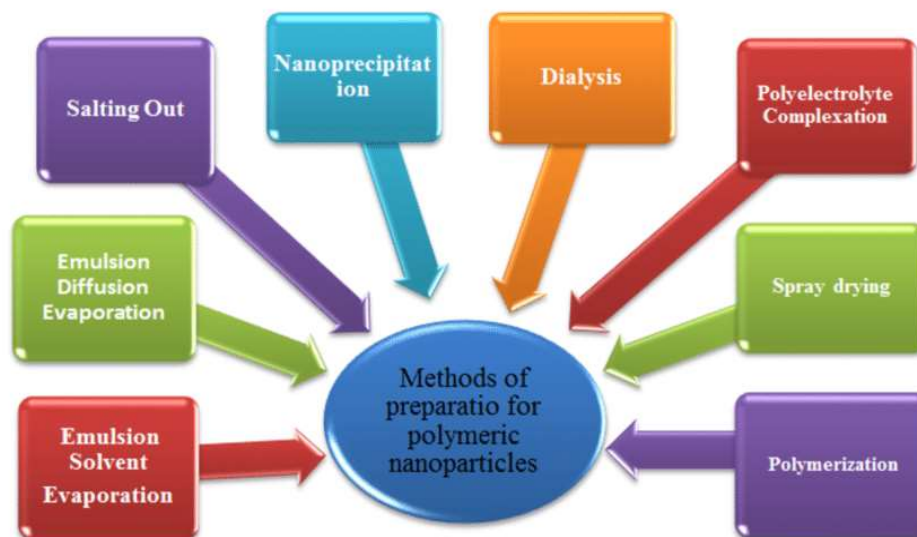 Salting Out
Nanoprecipitat
ion
Dialysis
Polyelectrolyte
Complexation
Emulsion
Diffusion
Evaporation
Spray drying
Emulsion
Solvent
Evaporation
Methods of
preparatio for
polymeric
nanoparticles
Polymerization